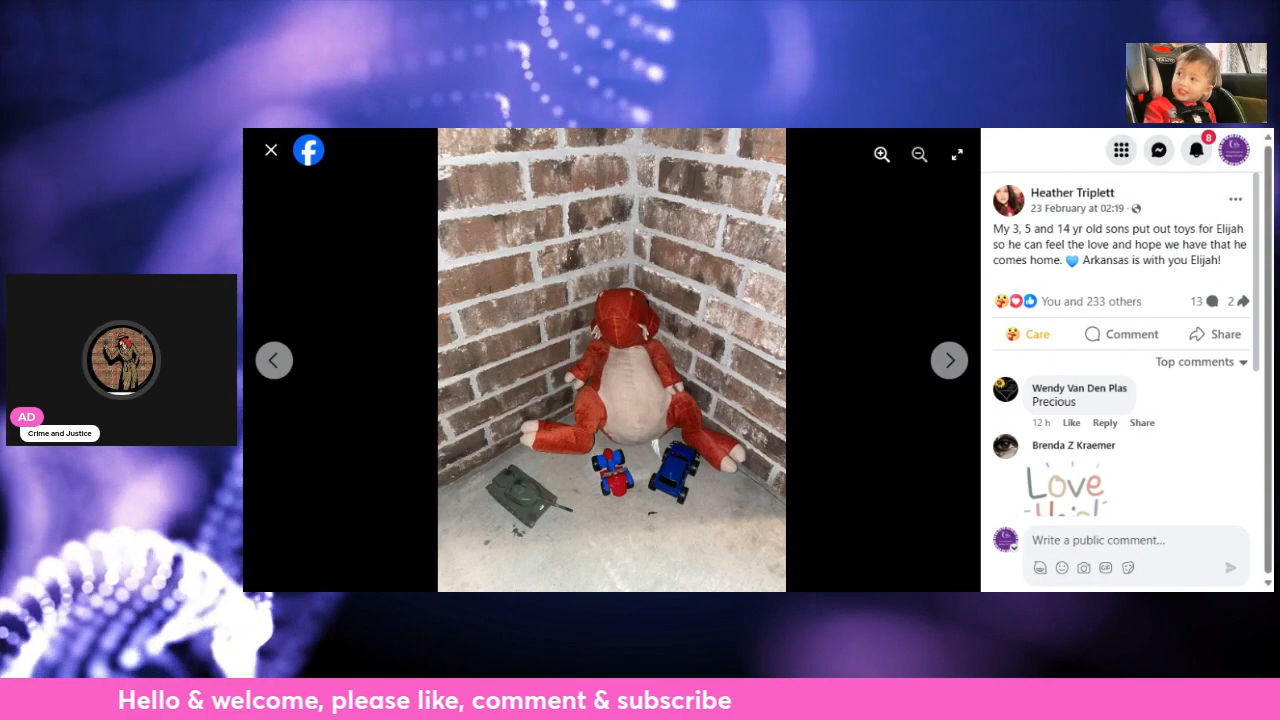 8
Heather Triplett
23 February at 02:19 ·
My 3, 5 and 14 yr old sons put out toys for Elijah
so he can feel the love and hope we have that he
comes home. 💙 Arkansas is with you Elijah!
You and 233 others
13
2
Care
Comment
Share
Top comments
Wendy Van Den Plas
Precious
12 h Like Reply Share
Brenda Z Kraemer
Love
Write a public comment...
GIF
AD
Crime and Justice
Hello & welcome, please like, comment & subscribe